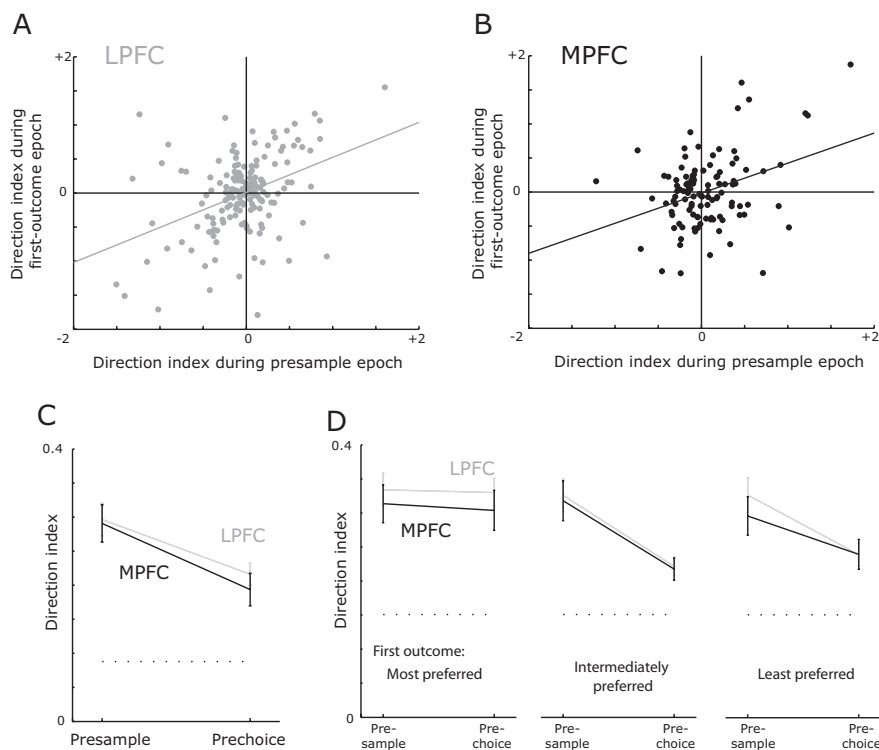 A
LPFC
+2
Direction index during
first-outcome epoch
0
-2
0
+2
Direction index during presample epoch
B
MPFC
+2
Direction index during
first-outcome epoch
0
-2
0
+2
Direction index during presample epoch
C
0.4
Direction index
LPFC
MPFC
0
Presample
Prechoice
D
0.4
Direction index
LPFC
MPFC
First outcome:
Most preferred
Intermediately
preferred
Least preferred
0
Pre-
sample
Pre-
choice
Pre-
sample
Pre-
choice
Pre-
sample
Pre-
choice